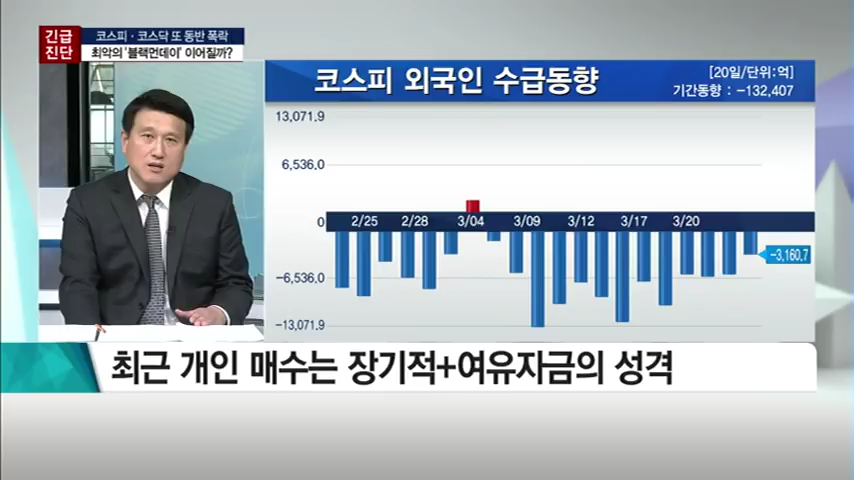 긴급
진단
코스피·코스닥 또 동반 폭락
최악의 '블랙먼데이' 이어질까?
코스피 외국인 수급동향
[20일/단위:억]
기간동향 : -132,407
13,071.9
6,536.0
0
2/25 2/28 3/04 3/09 3/12 3/17 3/20
-3,160.7
-6,536.0
-13,071.9
최근 개인 매수는 장기적+여유자금의 성격